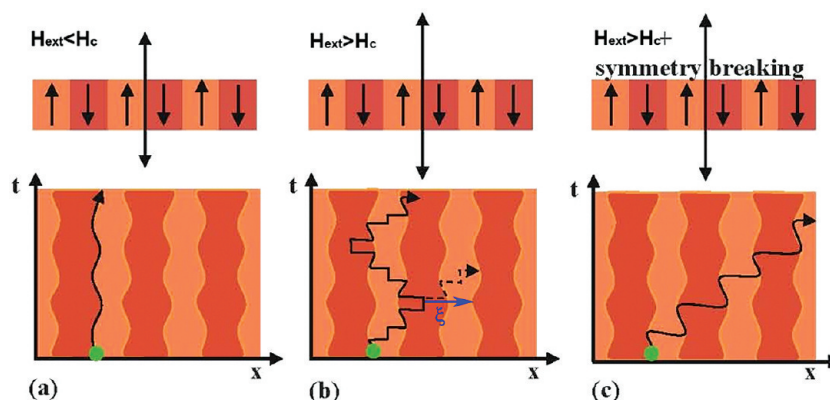 Hext<Hc
t
x
(a)
Hext>Hc
t
ξ
x
(b)
Hext>Hc+
symmetry breaking
t
x
(c)